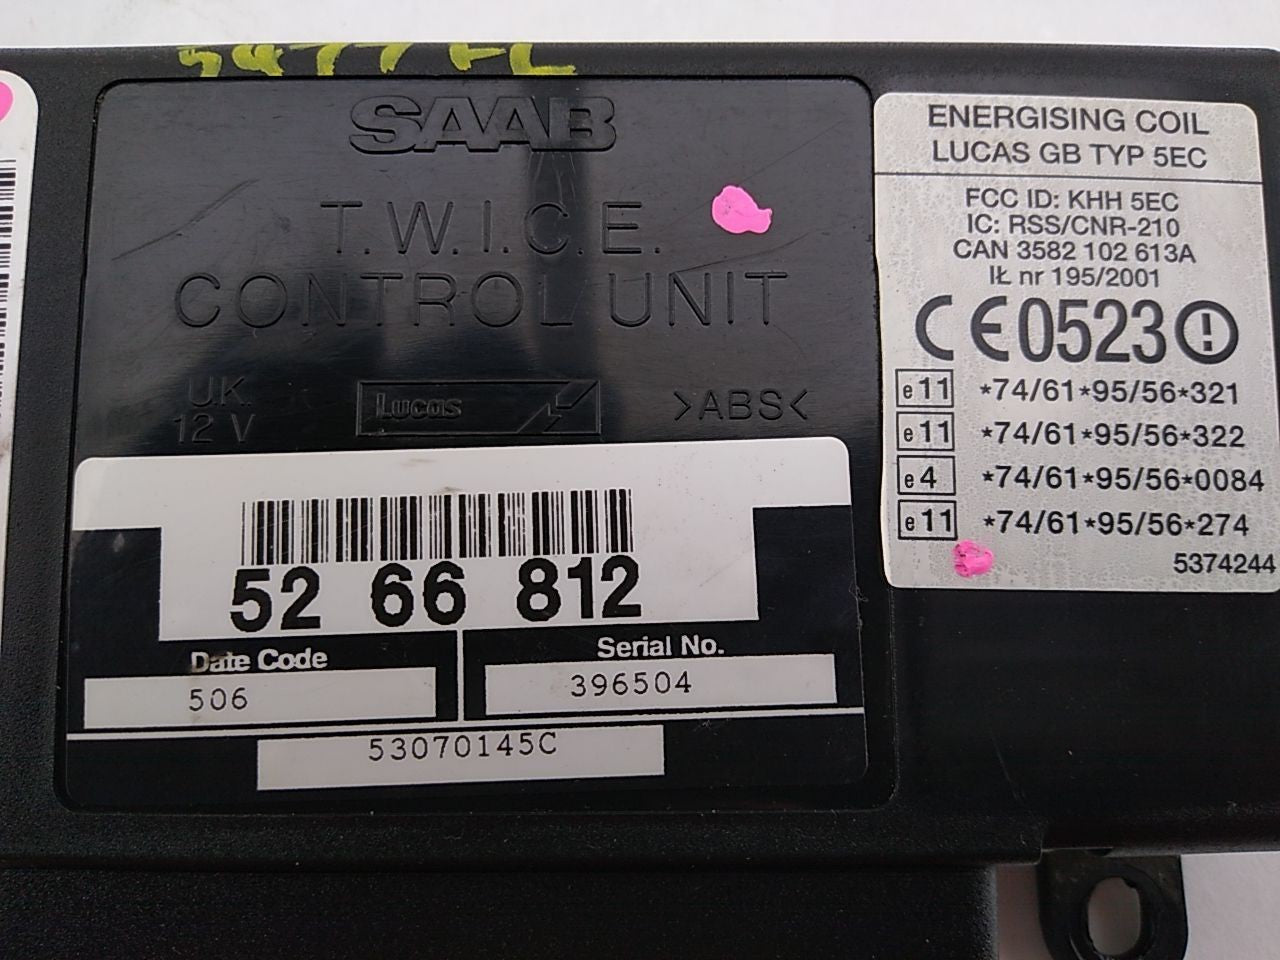 SAAB
T.W.I.C.E.
CONTROL UNIT
U.K.
12 V
Lucas
>ABS<
52 66 812
Date Code
506
Serial No.
396504
53070145C
ENERGISING COIL
LUCAS GB TYP 5EC
FCC ID: KHH 5EC
IC: RSS/CNR-210
CAN 3582 102 613A
IŁ nr 195/2001
CE0523
e11 *74/61*95/56*321
e11 *74/61*95/56*322
e4 *74/61*95/56*0084
e11 *74/61*95/56*274
5374244